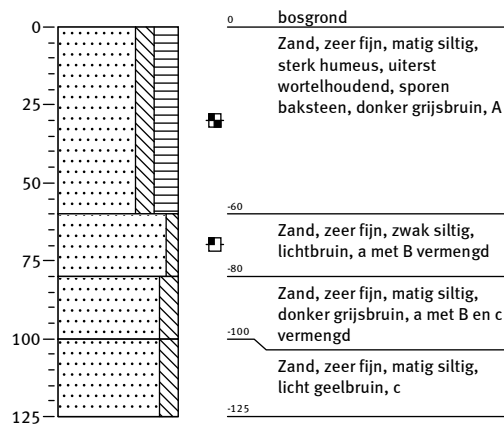 0
25
50
75
100
125
0
bosgrond
Zand, zeer fijn, matig siltig,
sterk humeus, uiterst
wortelhoudend, sporen
baksteen, donker grijsbruin, A
-60
Zand, zeer fijn, zwak siltig,
lichtbruin, a met B vermengd
-80
Zand, zeer fijn, matig siltig,
donker grijsbruin, a met B en c
vermengd
-100
Zand, zeer fijn, matig siltig,
licht geelbruin, c
-125